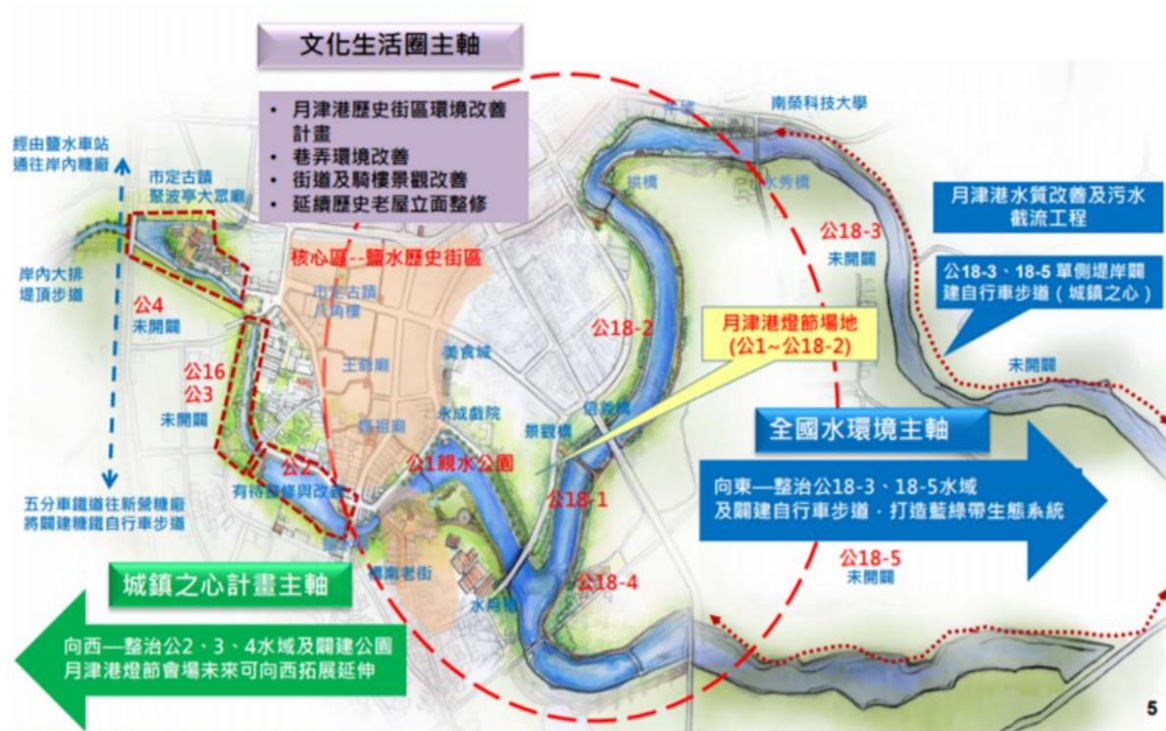 文化生活圈主軸
• 月津港歷史街區環境改善
計畫
• 巷弄環境改善
• 街道及騎樓景觀改善
• 延續歷史老屋立面整修
經由鹽水車站
通往岸內糖廠
市定古蹟
聚波亭大眾廟
岸內大排
堤頂步道
公4
未開闢
公16
公3
未開闢
五分車鐵道往新營糖廠
將闢建糖鐵自行車步道
核心區--鹽水歷史街區
市定古蹟
八角樓
王爺廟
美食城
永成戲院
公2
公1親水公園
橋南老街
水月橋
景觀橋
信義橋
公18-1
公18-2
公18-4
拱橋
水秀橋
南榮科技大學
公18-3
未開闢
月津港燈節場地
(公1~公18-2)
月津港水質改善及污水
截流工程
公18-3、18-5 單側堤岸闢
建自行車步道（城鎮之心）
未開闢
全國水環境主軸
向東—整治公18-3、18-5水域
及闢建自行車步道，打造藍綠帶生態系統
公18-5
未開闢
城鎮之心計畫主軸
向西—整治公2、3、4水域及闢建公園
月津港燈節會場未來可向西拓展延伸
5